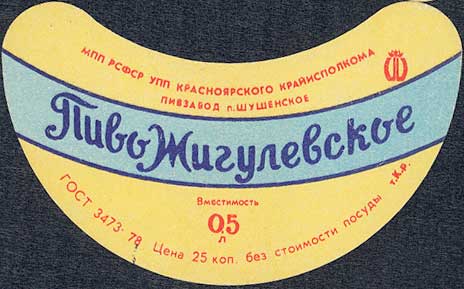 МПП РСФСР УПП КРАСНОЯРСКОГО КРАЙИСПОЛКОМА
ПИВЗАВОД п. ШУШЕНСКОЕ
Пиво Жигулевское
Вместимость
0,5
л
ГОСТ 3473-78 Цена 25 коп. без стоимости посуды т.К.р.